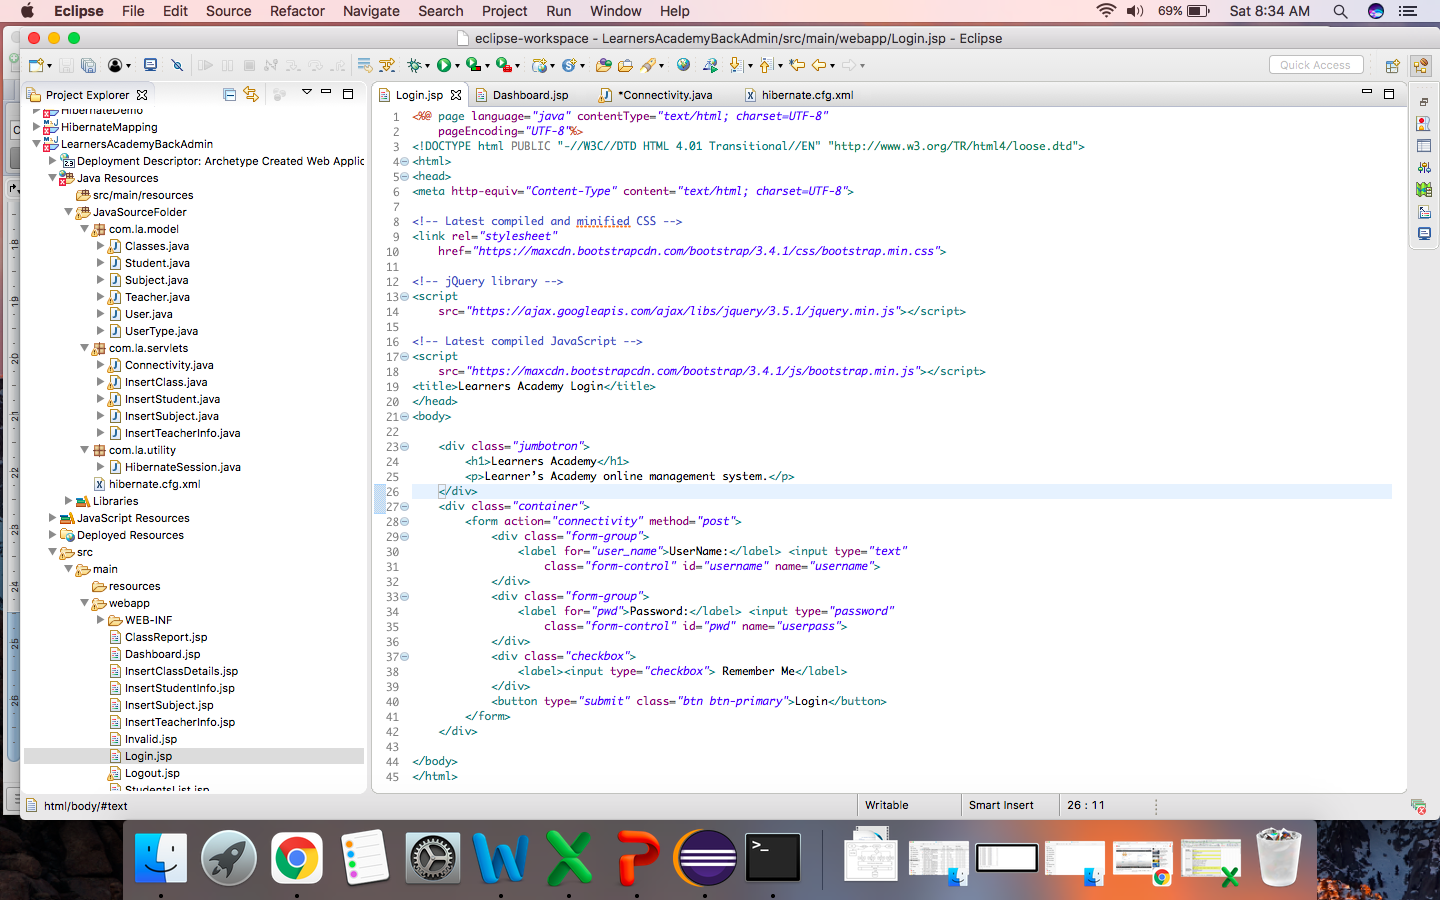 Eclipse File Edit Source Refactor Navigate Search Project Run Window Help 69% Sat 8:34 AM
eclipse-workspace - LearnersAcademyBackAdmin/src/main/webapp/Login.jsp - Eclipse
Quick Access
Project Explorer
HibernateDemo
HibernateMapping
LearnersAcademyBackAdmin
Deployment Descriptor: Archetype Created Web Applic
Java Resources
src/main/resources
JavaSourceFolder
com.la.model
Classes.java
Student.java
Subject.java
Teacher.java
User.java
UserType.java
com.la.servlets
Connectivity.java
InsertClass.java
InsertStudent.java
InsertSubject.java
InsertTeacherInfo.java
com.la.utility
HibernateSession.java
hibernate.cfg.xml
Libraries
JavaScript Resources
Deployed Resources
src
main
resources
webapp
WEB-INF
ClassReport.jsp
Dashboard.jsp
InsertClassDetails.jsp
InsertStudentInfo.jsp
InsertSubject.jsp
InsertTeacherInfo.jsp
Invalid.jsp
Login.jsp
Logout.jsp
StudentsList.jsp
Login.jsp Dashboard.jsp *Connectivity.java hibernate.cfg.xml
1 <%@ page language="java" contentType="text/html; charset=UTF-8"
2 pageEncoding="UTF-8"%>
3 <!DOCTYPE html PUBLIC "-//W3C//DTD HTML 4.01 Transitional//EN" "http://www.w3.org/TR/html4/loose.dtd">
4 <html>
5 <head>
6 <meta http-equiv="Content-Type" content="text/html; charset=UTF-8">
7
8 <!-- Latest compiled and minified CSS -->
9 <link rel="stylesheet"
10 href="https://maxcdn.bootstrapcdn.com/bootstrap/3.4.1/css/bootstrap.min.css">
11
12 <!-- jQuery library -->
13 <script
14 src="https://ajax.googleapis.com/ajax/libs/jquery/3.5.1/jquery.min.js"></script>
15
16 <!-- Latest compiled JavaScript -->
17 <script
18 src="https://maxcdn.bootstrapcdn.com/bootstrap/3.4.1/js/bootstrap.min.js"></script>
19 <title>Learners Academy Login</title>
20 </head>
21 <body>
22
23 <div class="jumbotron">
24 <h1>Learners Academy</h1>
25 <p>Learner’s Academy online management system.</p>
26 </div>
27 <div class="container">
28 <form action="connectivity" method="post">
29 <div class="form-group">
30 <label for="user_name">UserName:</label> <input type="text"
31 class="form-control" id="username" name="username">
32 </div>
33 <div class="form-group">
34 <label for="pwd">Password:</label> <input type="password"
35 class="form-control" id="pwd" name="userpass">
36 </div>
37 <div class="checkbox">
38 <label><input type="checkbox"> Remember Me</label>
39 </div>
40 <button type="submit" class="btn btn-primary">Login</button>
41 </form>
42 </div>
43
44 </body>
45 </html>
html/body/#text Writable Smart Insert 26 : 11